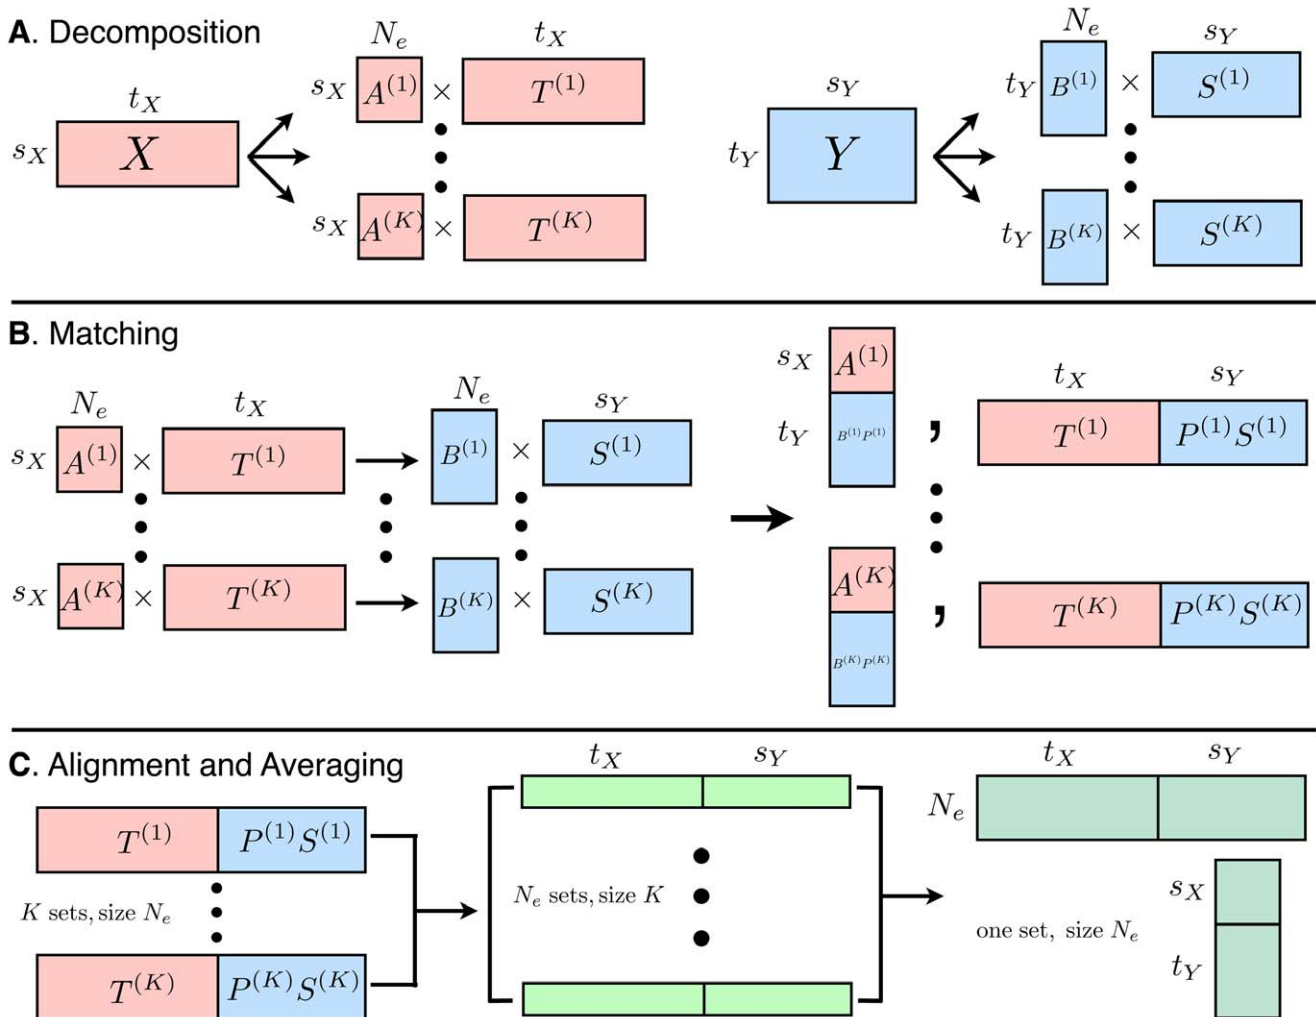 A. Decomposition
N_e t_X
s_X A^{(1)} × T^{(1)}
t_X
s_X X
s_X A^{(K)} × T^{(K)}
N_e s_Y
t_Y B^{(1)} × S^{(1)}
s_Y
t_Y Y
t_Y B^{(K)} × S^{(K)}
B. Matching
N_e t_X N_e s_Y
s_X A^{(1)} × T^{(1)} B^{(1)} × S^{(1)}
s_X A^{(K)} × T^{(K)} B^{(K)} × S^{(K)}
t_X s_Y
s_X A^{(1)}
t_Y B^{(1)}P^{(1)} , T^{(1)} P^{(1)}S^{(1)}
A^{(K)}
B^{(K)}P^{(K)} , T^{(K)} P^{(K)}S^{(K)}
C. Alignment and Averaging
T^{(1)} P^{(1)}S^{(1)}
K sets, size N_e
T^{(K)} P^{(K)}S^{(K)}
t_X s_Y
N_e sets, size K
t_X s_Y
N_e
s_X
one set, size N_e
t_Y